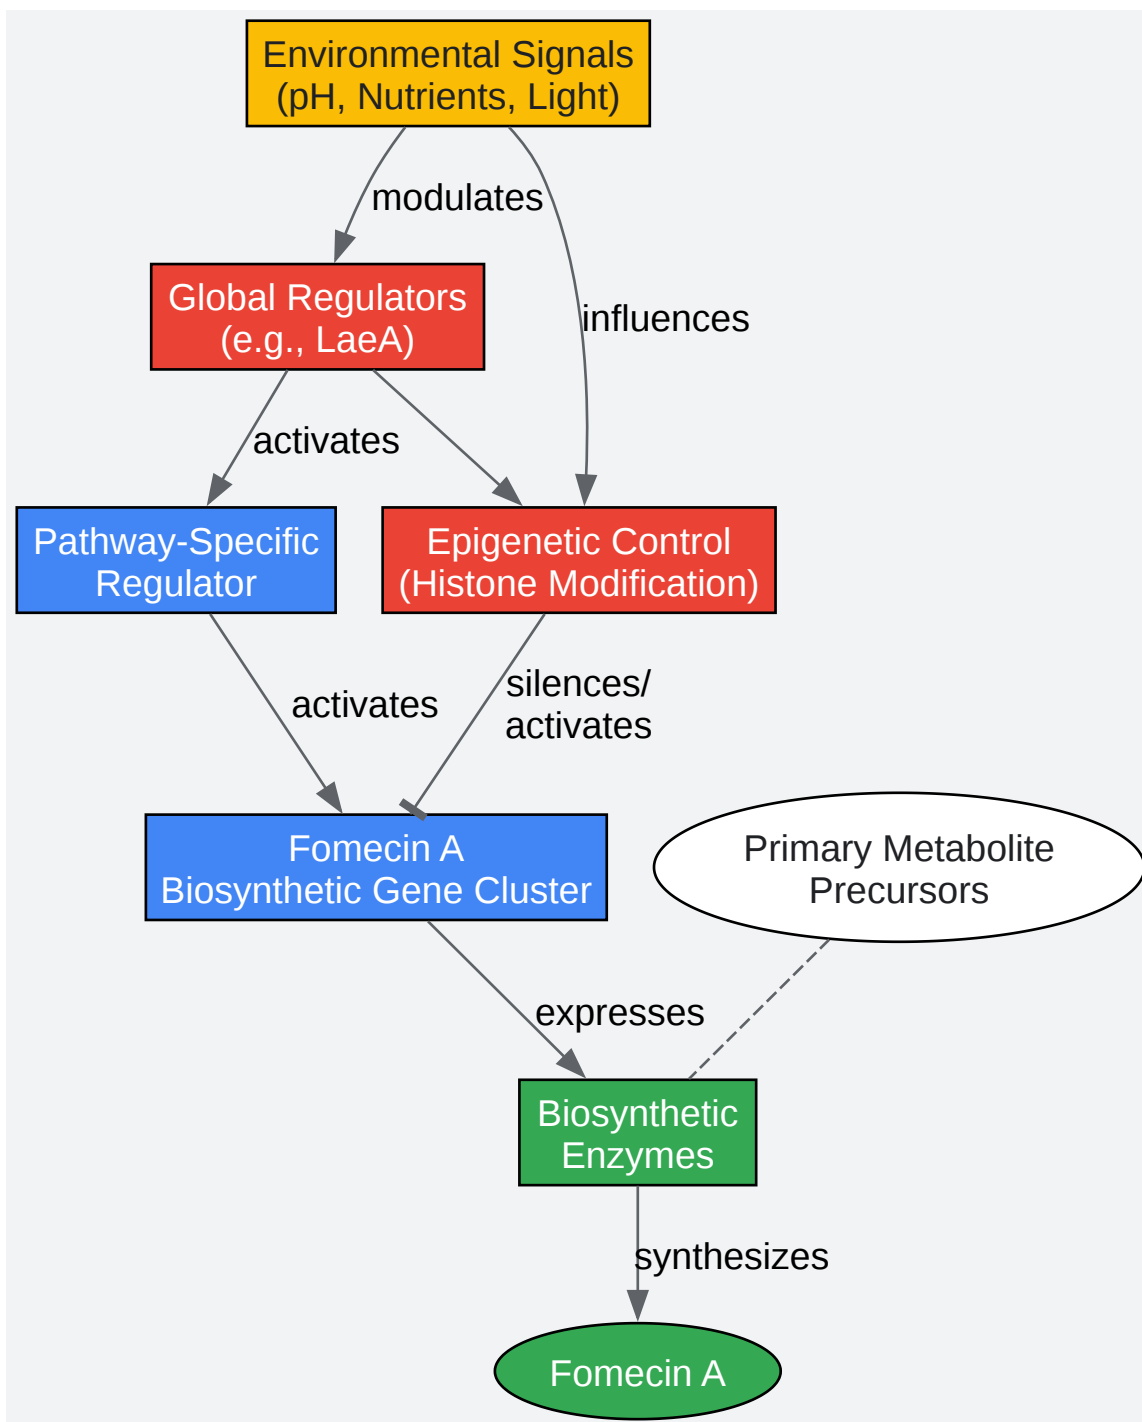 Environmental Signals
(pH, Nutrients, Light)
modulates
Global Regulators
(e.g., LaeA)
influences
activates
Pathway-Specific
Regulator
Epigenetic Control
(Histone Modification)
activates
silences/
activates
Fomecin A
Biosynthetic Gene Cluster
Primary Metabolite
Precursors
expresses
Biosynthetic
Enzymes
synthesizes
Fomecin A